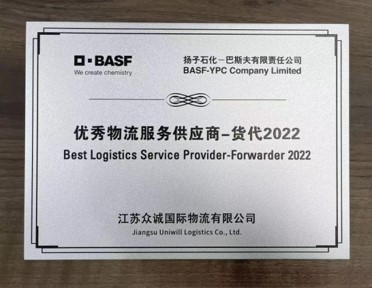 BASF
We create chemistry
扬子石化-巴斯夫有限责任公司
BASF-YPC Company Limited
优秀物流服务供应商-货代2022
Best Logistics Service Provider-Forwarder 2022
江苏众诚国际物流有限公司
Jiangsu Uniwill Logistics Co., Ltd.